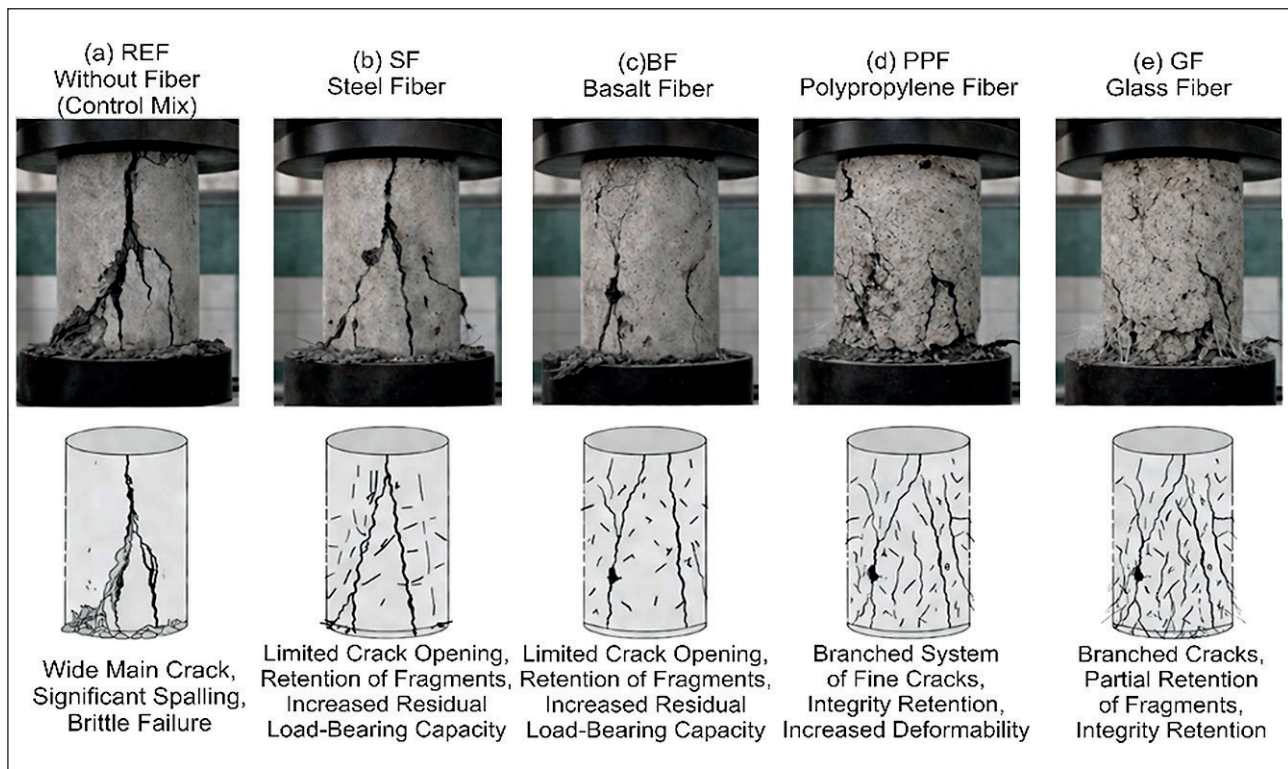 (a) REF
Without Fiber
(Control Mix)
(b) SF
Steel Fiber
(c)BF
Basalt Fiber
(d) PPF
Polypropylene Fiber
(e) GF
Glass Fiber
Wide Main Crack,
Significant Spalling,
Brittle Failure
Limited Crack Opening,
Retention of Fragments,
Increased Residual
Load-Bearing Capacity
Limited Crack Opening,
Retention of Fragments,
Increased Residual
Load-Bearing Capacity
Branched System
of Fine Cracks,
Integrity Retention,
Increased Deformability
Branched Cracks,
Partial Retention
of Fragments,
Integrity Retention